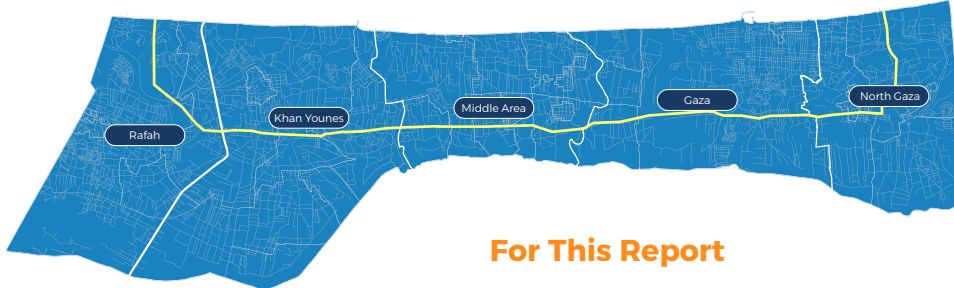 Rafah
Khan Younes
Middle Area
Gaza
North Gaza
For This Report